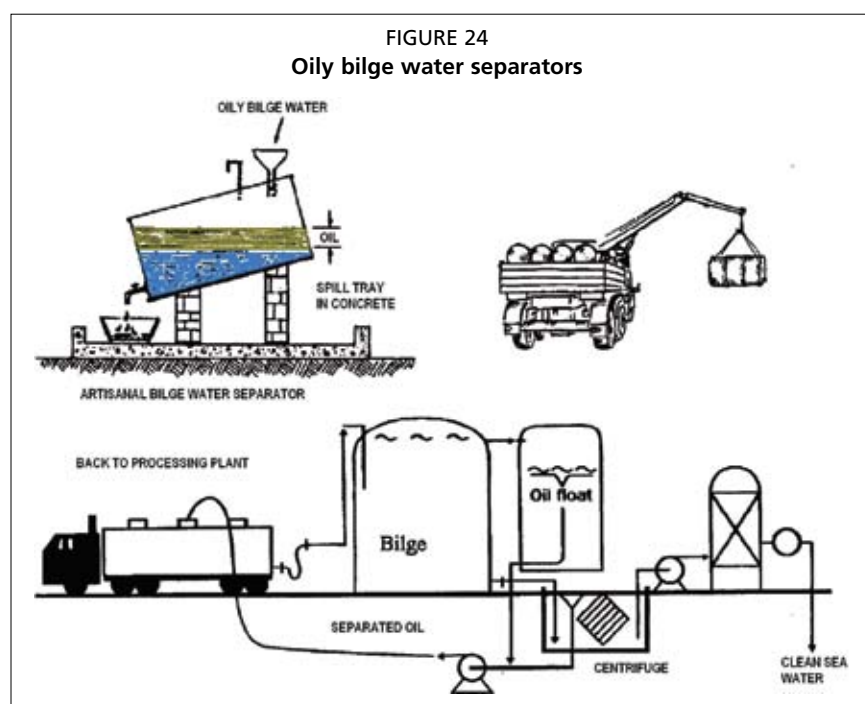 FIGURE 24
Oily bilge water separators
OILY BILGE WATER
OIL
SPILL TRAY
IN CONCRETE
ARTISANAL BILGE WATER SEPARATOR
BACK TO PROCESSING PLANT
Oil float
Bilge
SEPARATED OIL
CENTRIFUGE
CLEAN SEA
WATER